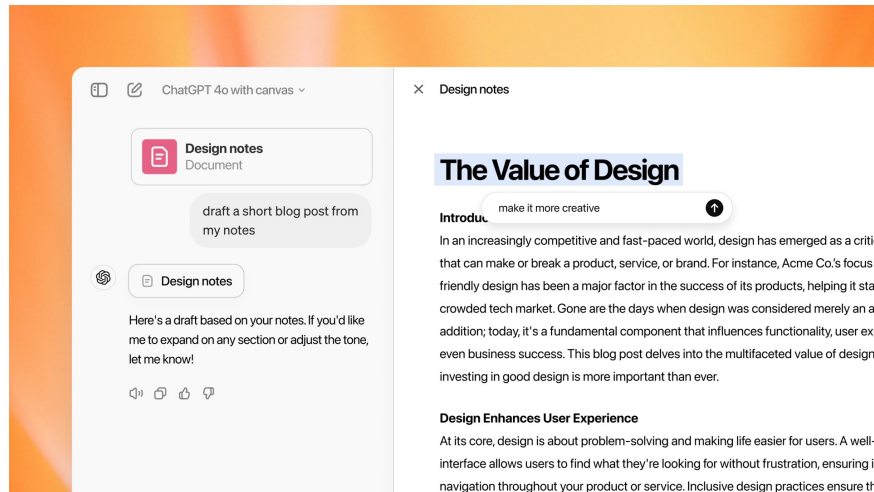 ChatGPT 4o with canvas
Design notes
Document
draft a short blog post from
my notes
Design notes
Here's a draft based on your notes. If you'd like
me to expand on any section or adjust the tone,
let me know!
Design notes
The Value of Design
make it more creative
In an increasingly competitive and fast-paced world, design has emerged as a
that can make or break a product, service, or brand. For instance, Acme Co.'s focus
friendly design has been a major factor in the success of its products, helping it
crowded tech market. Gone are the days when design was considered merely an
addition; today, it's a fundamental component that influences functionality, user
even business success. This blog post delves into the multifaceted value of design
investing in good design is more important than ever.
Design Enhances User Experience
At its core, design is about problem-solving and making life easier for users. A
interface allows users to find what they're looking for without frustration, ensuring
navigation throughout your product or service. Inclusive design practices ensure